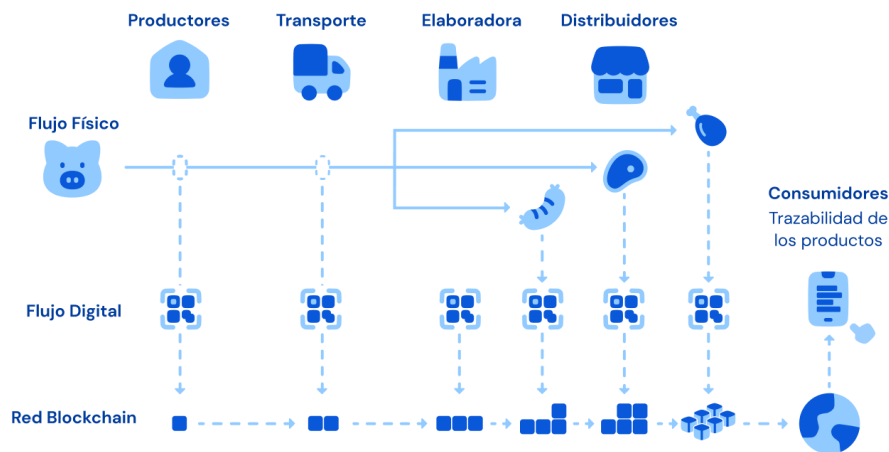 Productores
Transporte
Elaboradora
Distribuidores
Flujo Físico
Consumidores
Trazabilidad de
los productos
Flujo Digital
Red Blockchain